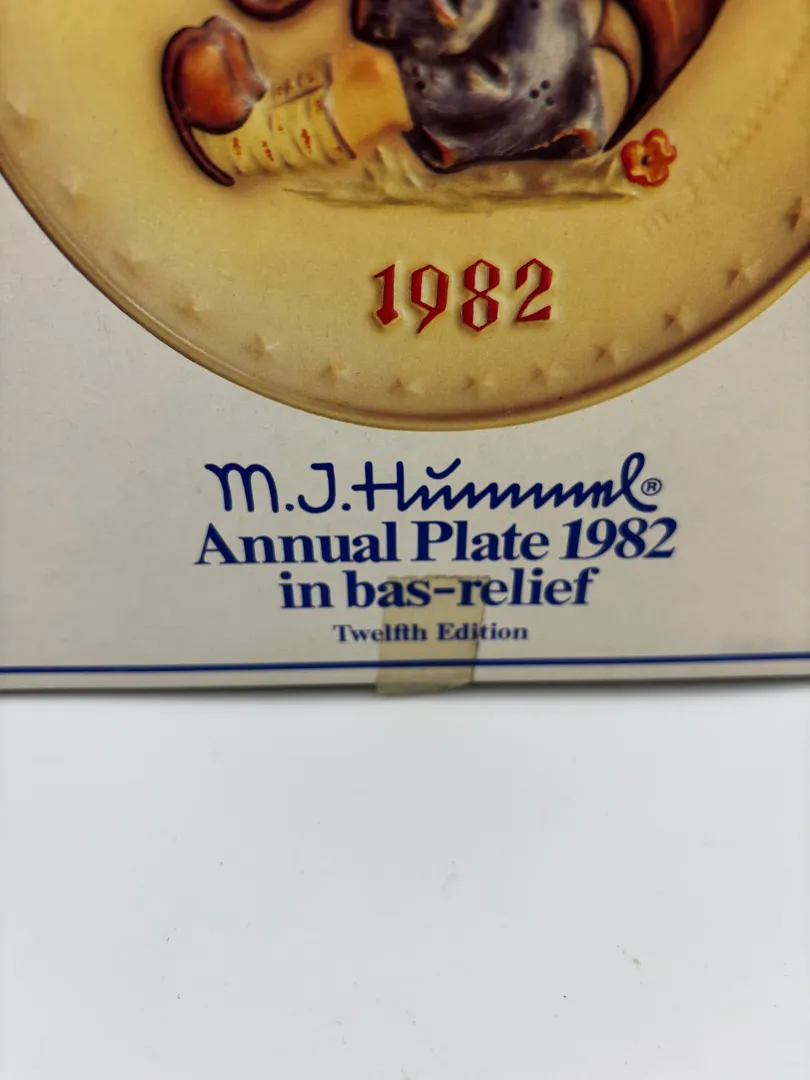 1982
M.J.Hummel®
Annual Plate 1982
in bas-relief
Twelfth Edition